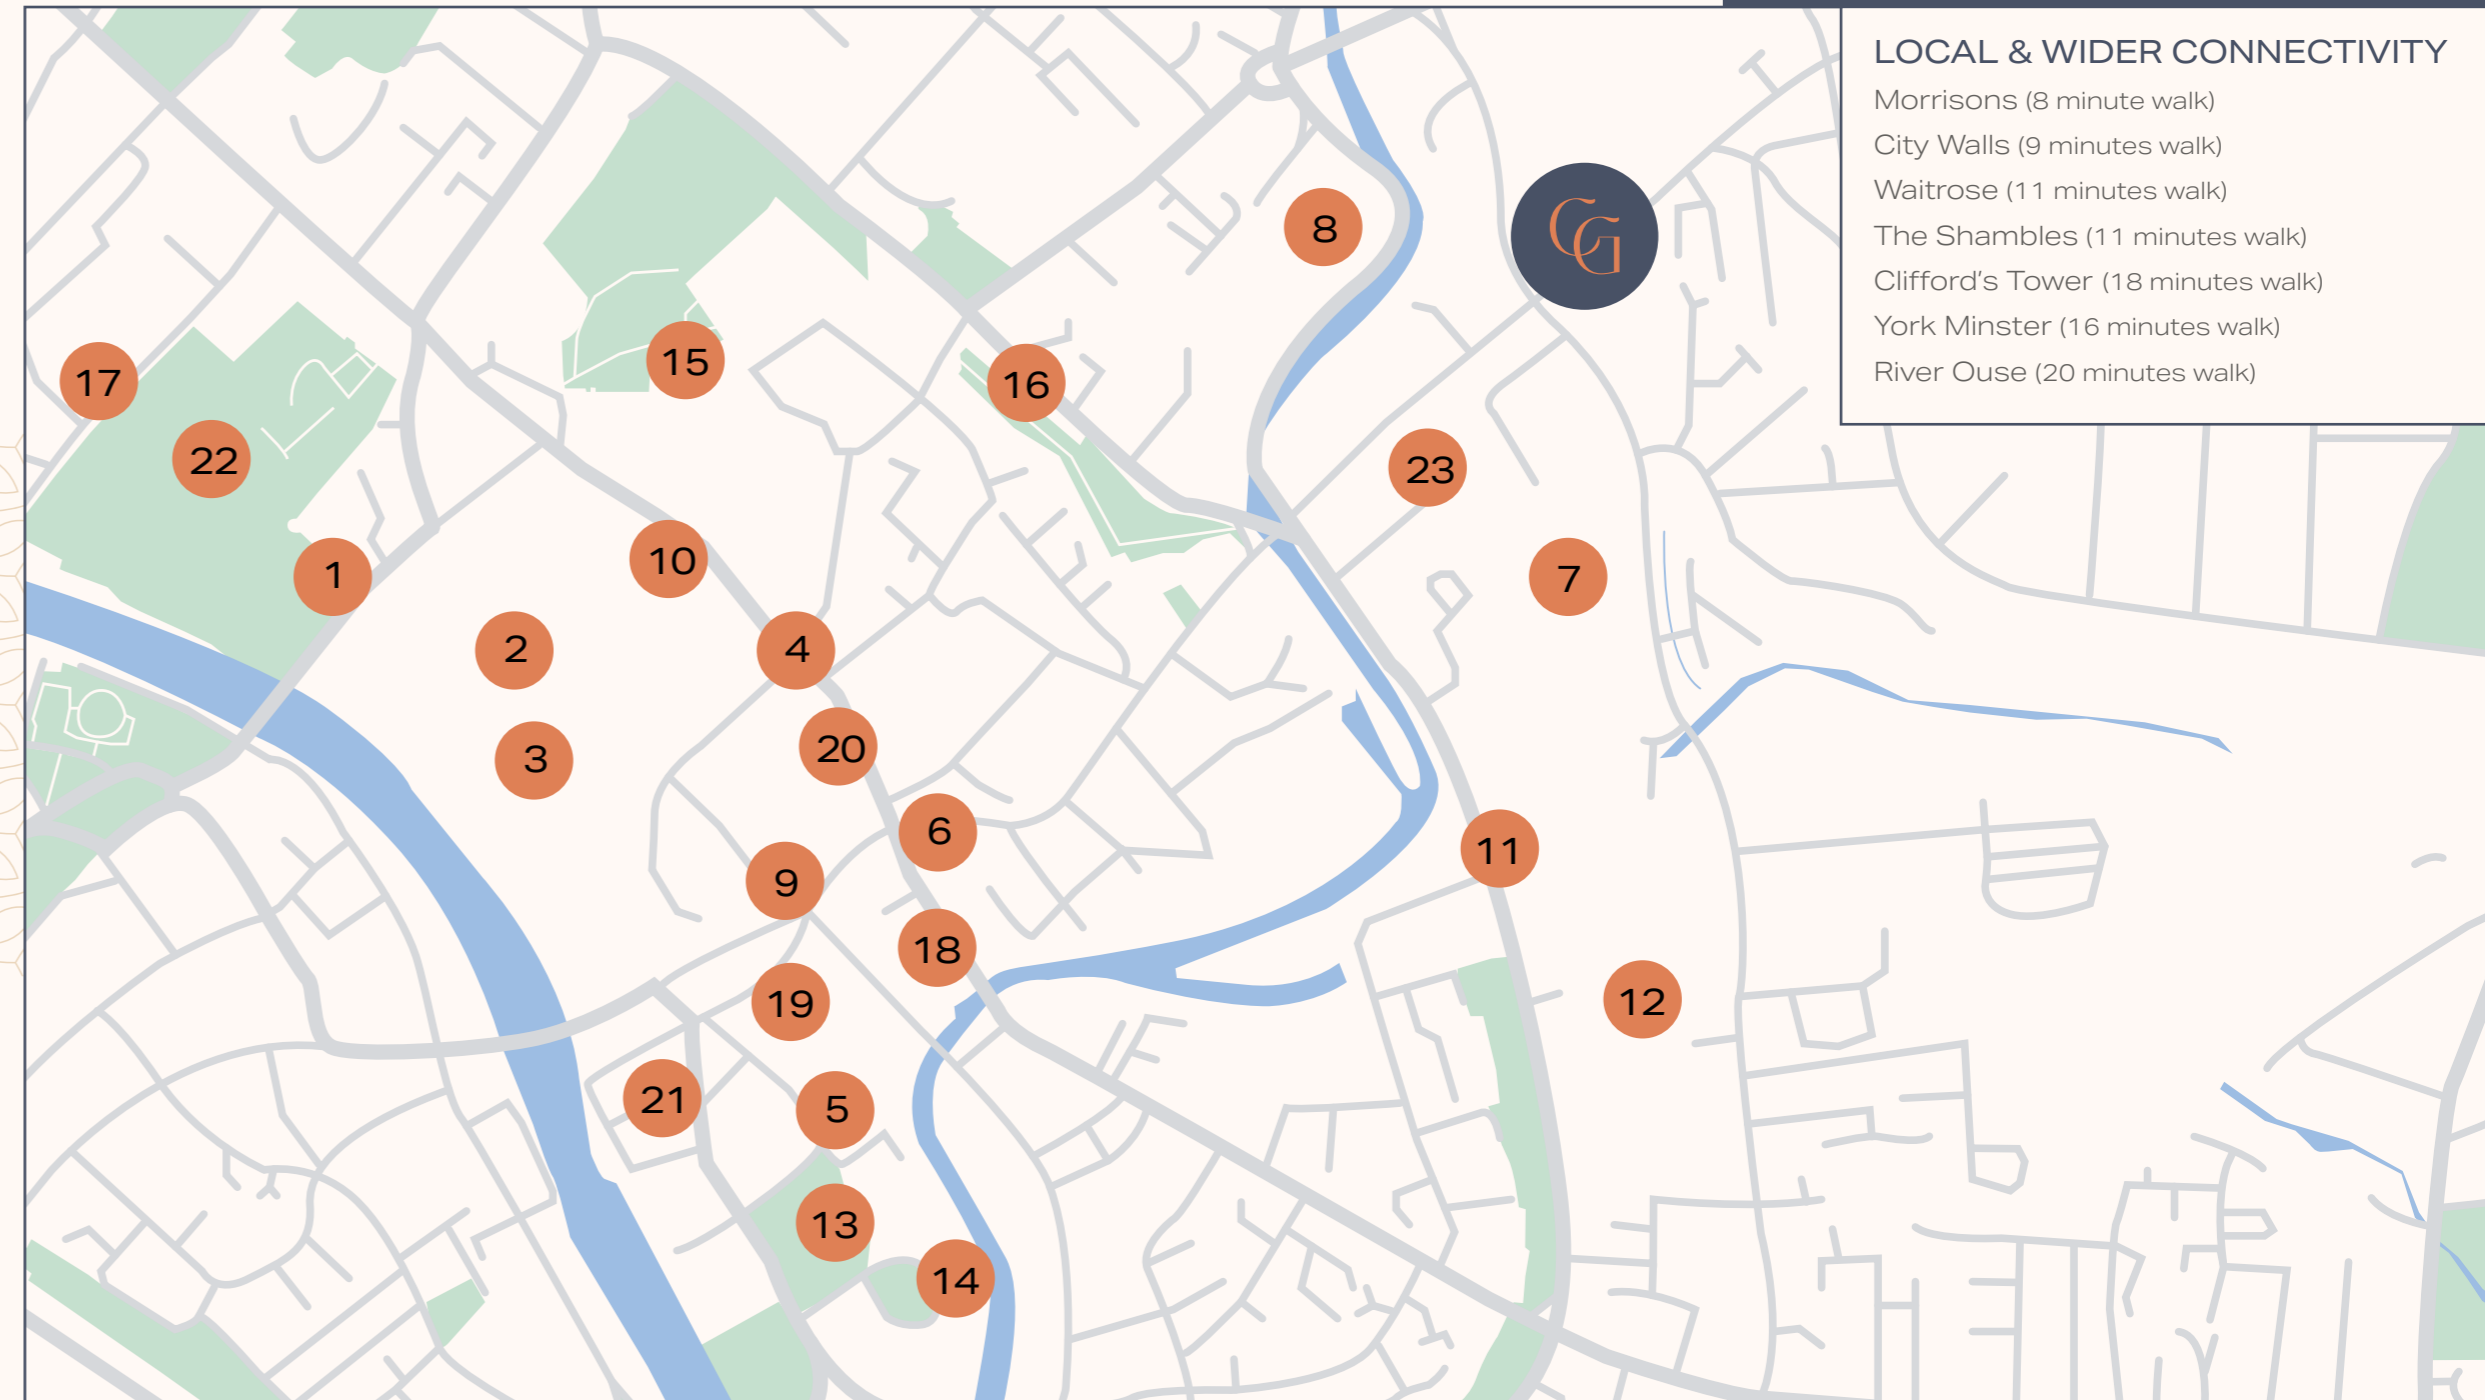 LOCAL & WIDER CONNECTIVITY
Morrisons (8 minute walk)
City Walls (9 minutes walk)
Waitrose (11 minutes walk)
The Shambles (11 minutes walk)
Clifford's Tower (18 minutes walk)
York Minster (16 minutes walk)
River Ouse (20 minutes walk)
CG
8
15
16
17
22
23
10
1
7
2
4
20
3
6
11
9
18
12
19
21
5
13
14